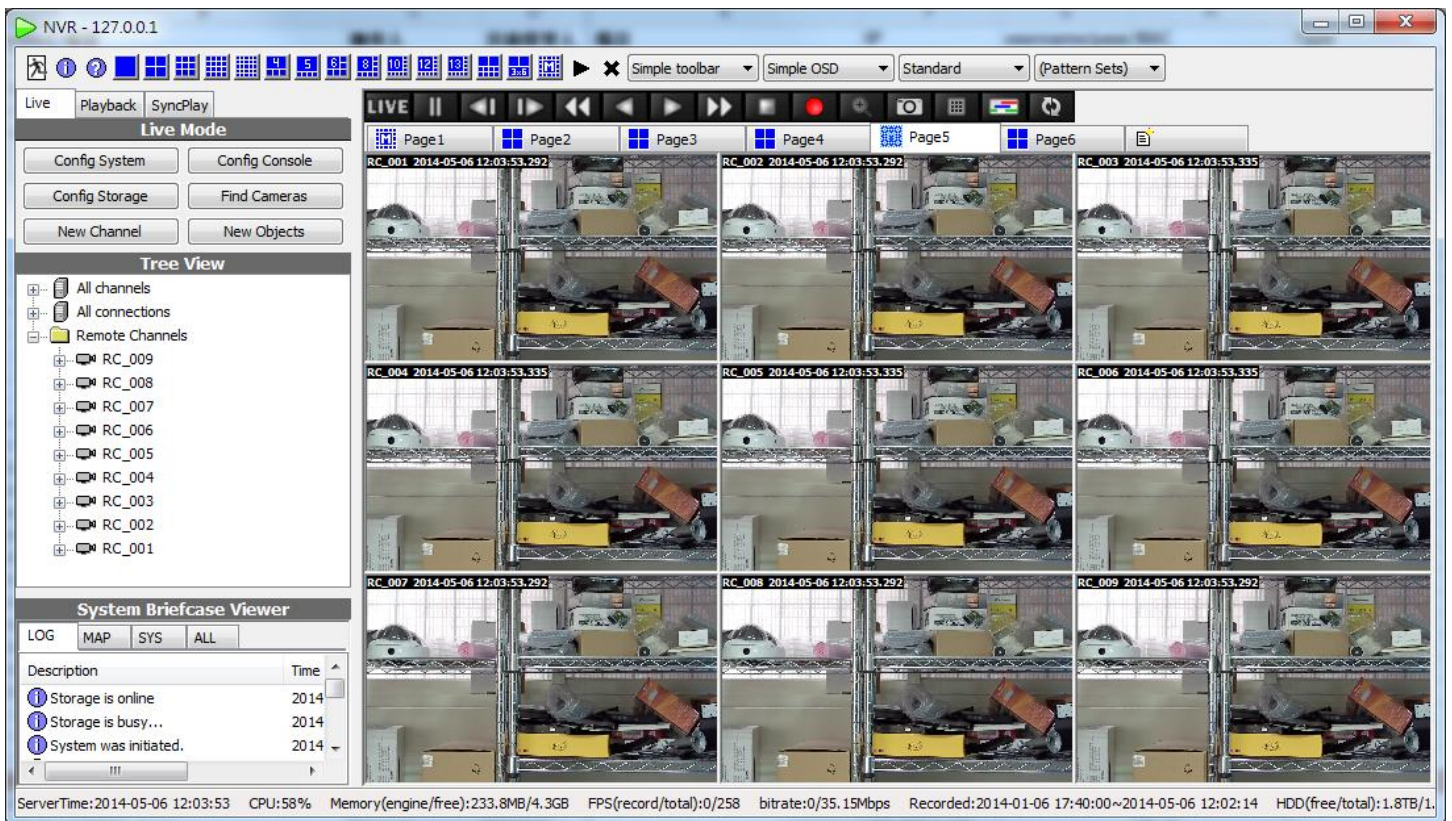 NVR - 127.0.0.1
Simple toolbar
Simple OSD
Standard
(Pattern Sets)
Live
Playback
SyncPlay
Live Mode
Config System
Config Console
Config Storage
Find Cameras
New Channel
New Objects
Tree View
All channels
All connections
Remote Channels
RC_009
RC_008
RC_007
RC_006
RC_005
RC_004
RC_003
RC_002
RC_001
System Briefcase Viewer
LOG
MAP
SYS
ALL
Description
Time
Storage is online
2014
Storage is busy...
2014
System was initiated.
2014
LIVE
Page1
Page2
Page3
Page4
Page5
Page6
RC_001 2014-05-06 12:03:53.292
RC_002 2014-05-06 12:03:53.292
RC_003 2014-05-06 12:03:53.335
RC_004 2014-05-06 12:03:53.335
RC_005 2014-05-06 12:03:53.335
RC_006 2014-05-06 12:03:53.335
RC_007 2014-05-06 12:03:53.292
RC_008 2014-05-06 12:03:53.292
RC_009 2014-05-06 12:03:53.292
ServerTime:2014-05-06 12:03:53 CPU:58% Memory(engine/free):233.8MB/4.3GB FPS(record/total):0/258 bitrate:0/35.15Mbps Recorded:2014-01-06 17:40:00~2014-05-06 12:02:14 HDD(free/total):1.8TB/1.